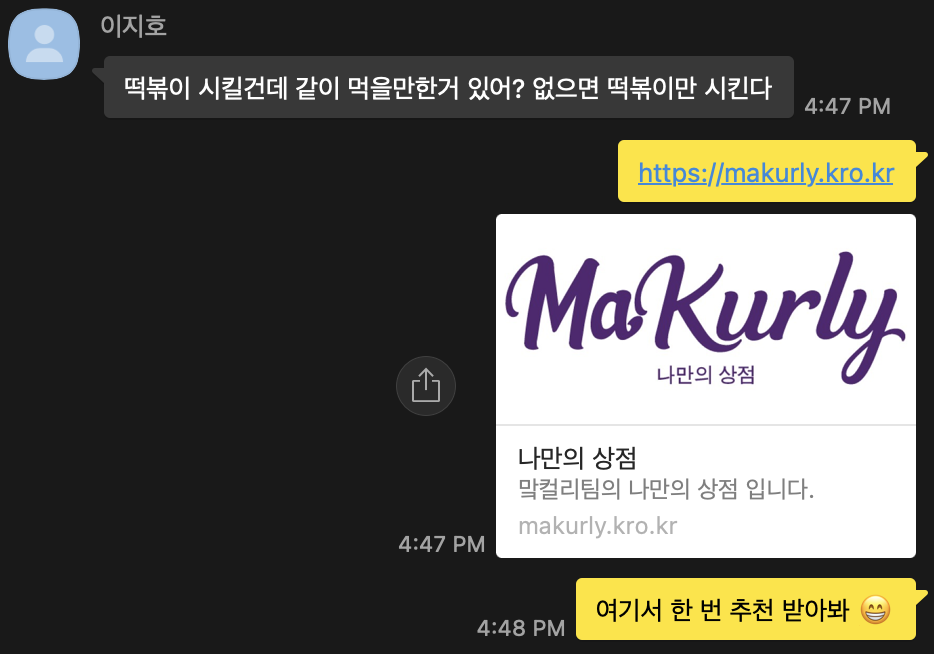 이지호
떡볶이 시킬건데 같이 먹을만한거 있어? 없으면 떡볶이만 시킨다
4:47 PM
https://makurly.kro.kr
MaKurly
나만의 상점
나만의 상점
맠컬리팀의 나만의 상점 입니다.
makurly.kro.kr
4:47 PM
여기서 한 번 추천 받아봐 😁
4:48 PM